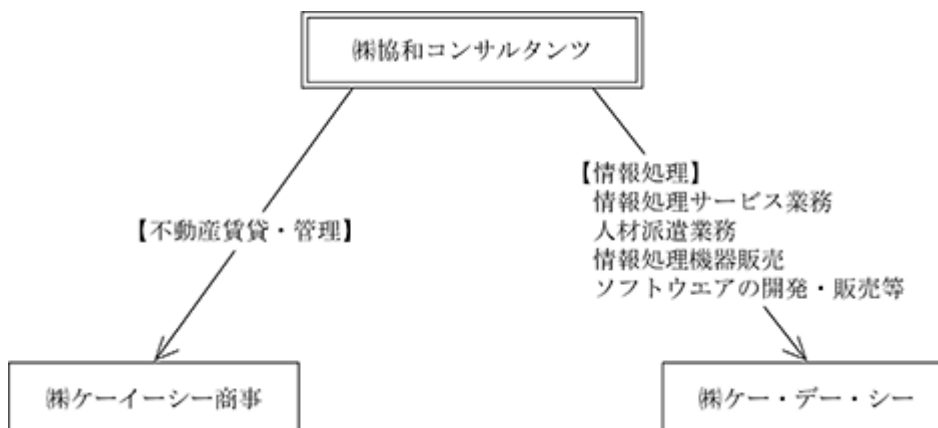 ㈱協和コンサルタンツ
【情報処理】
情報処理サービス業務
人材派遣業務
情報処理機器販売
ソフトウエアの開発・販売等
【不動産賃貸・管理】
㈱ケーイーシー商事
㈱ケー・デー・シー